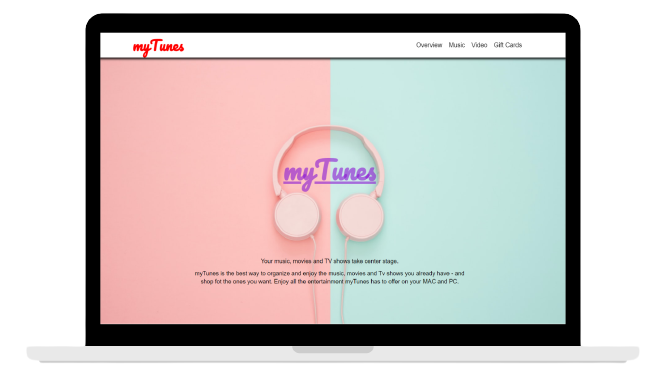 myTunes
Overview Music Video Gift Cards
myTunes
Your music, movies and TV shows take center stage.
myTunes is the best way to organize and enjoy the music, movies and Tv shows you already have - and
shop fot the ones you want. Enjoy all the entertainment myTunes has to offer on your MAC and PC.